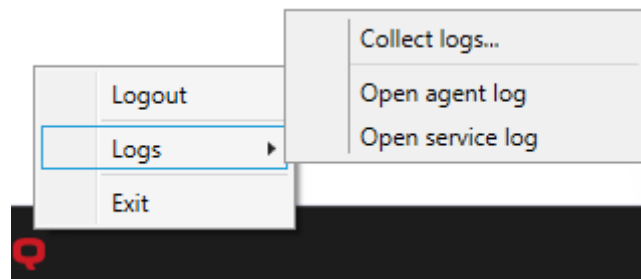 Logout
Logs
Exit
Collect logs...
Open agent log
Open service log
Q